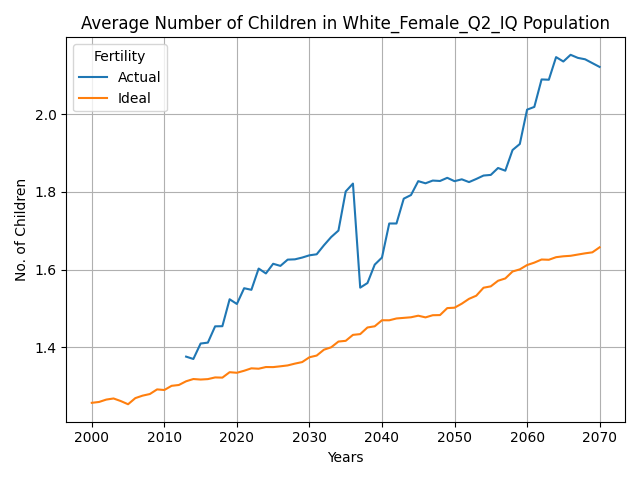 Average Number of Children in White_Female_Q2_IQ Population
Fertility
Actual
Ideal
No. of Children
2.0
1.8
1.6
1.4
2000 2010 2020 2030 2040 2050 2060 2070
Years